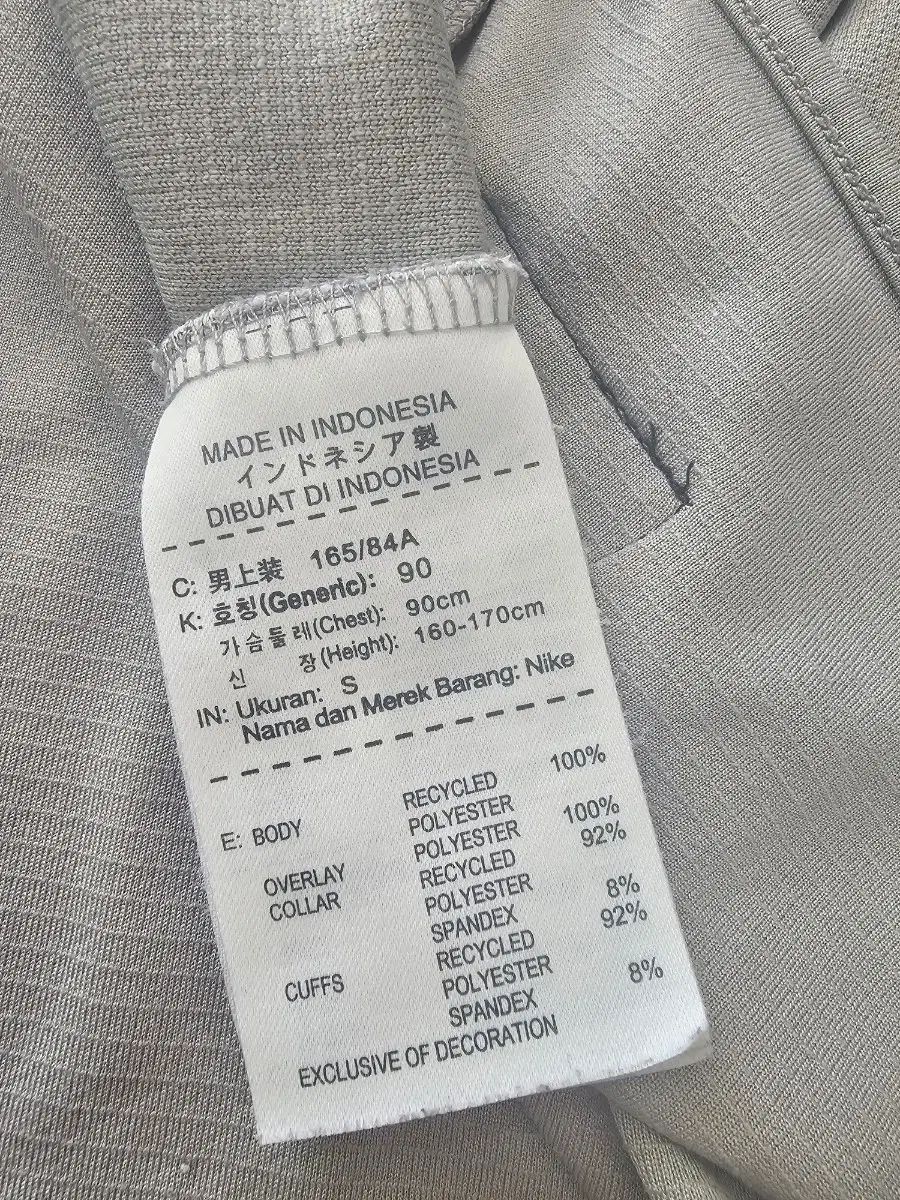 MADE IN INDONESIA
インドネシア製
DIBUAT DI INDONESIA
C: 男上装 165/84A
K: 호칭(Generic): 90
가슴둘레(Chest): 90cm
신 장(Height): 160-170cm
IN: Ukuran: S
Nama dan Merek Barang: Nike
RECYCLED 100%
E: BODY POLYESTER
OVERLAY POLYESTER 100%
COLLAR RECYCLED 92%
POLYESTER
SPANDEX 8%
RECYCLED 92%
CUFFS POLYESTER
SPANDEX 8%
EXCLUSIVE OF DECORATION